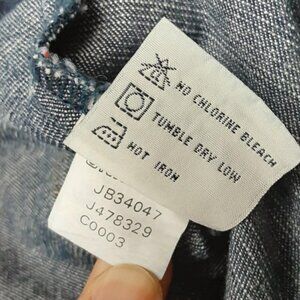 NO CHLORINE BLEACH
TUMBLE DRY LOW
HOT IRON
JB34047
J478329
C0003